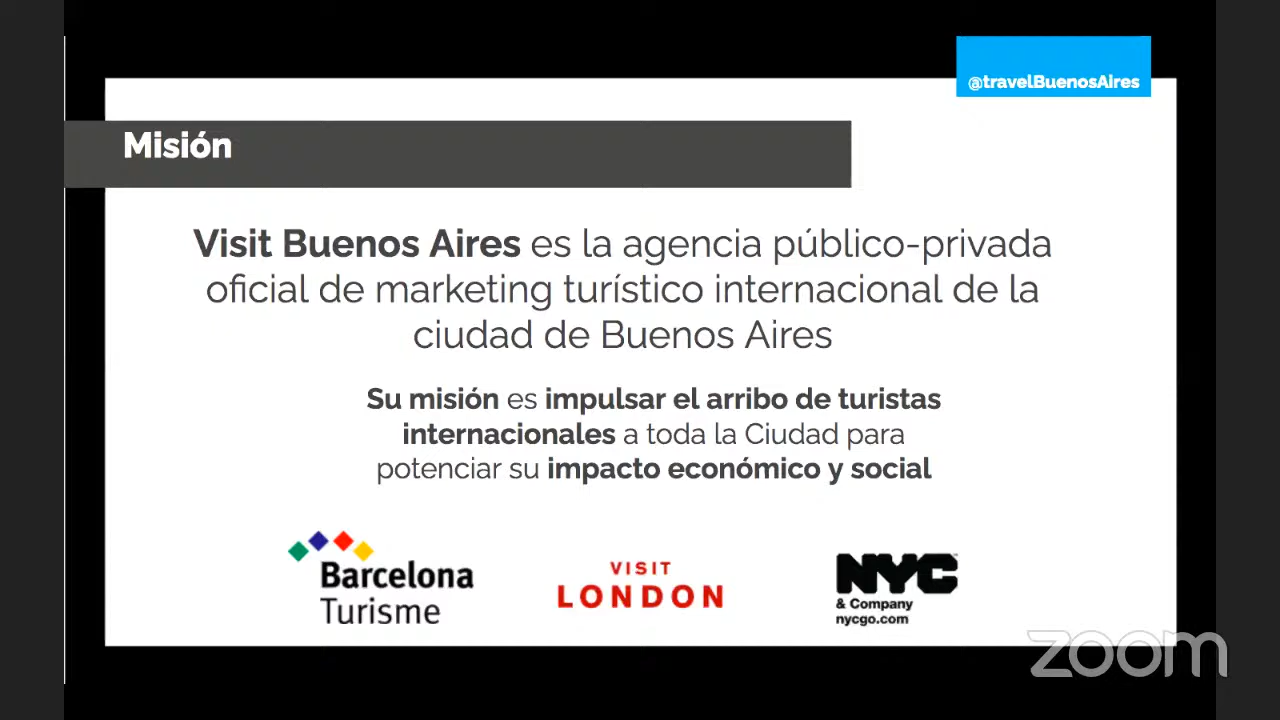 @travelBuenosAires
Misión
Visit Buenos Aires es la agencia público-privada
oficial de marketing turístico internacional de la
ciudad de Buenos Aires
Su misión es impulsar el arribo de turistas
internacionales a toda la Ciudad para
potenciar su impacto económico y social
Barcelona
Turisme
VISIT
LONDON
NYC
& Company
nycgo.com
zoom